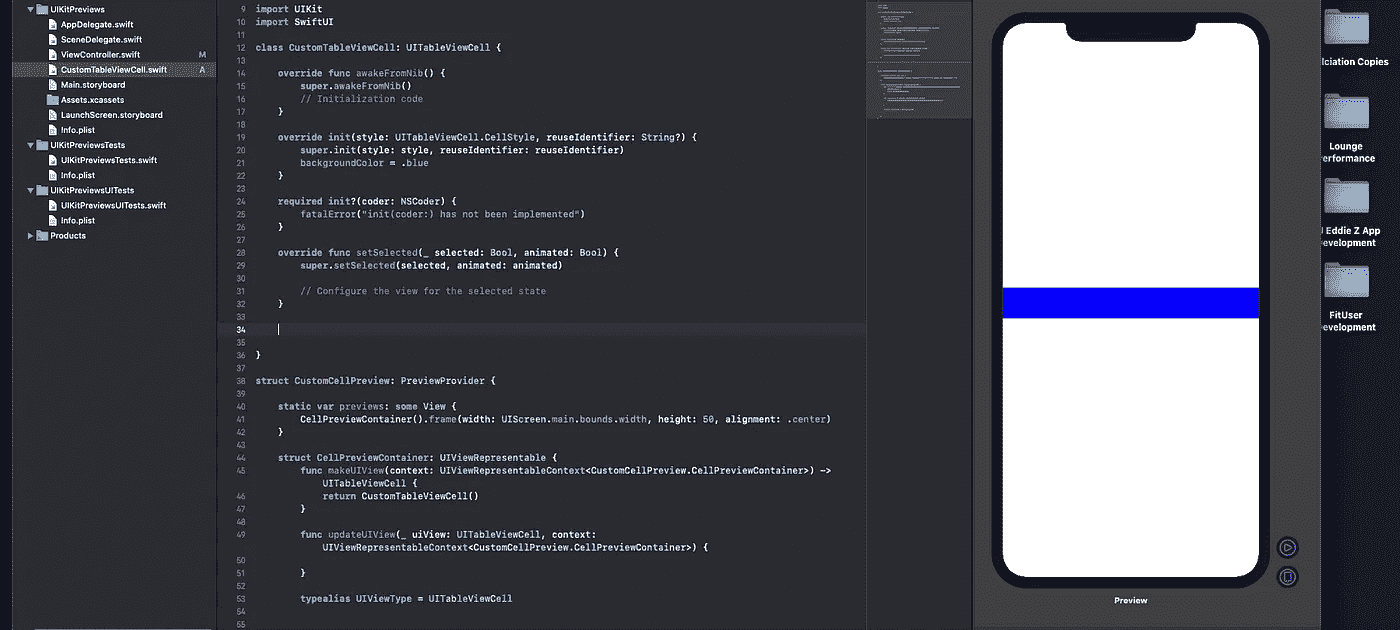 UIKitPreviews
AppDelegate.swift
SceneDelegate.swift
ViewController.swift M
CustomTableViewCell.swift A
Main.storyboard
Assets.xcassets
LaunchScreen.storyboard
Info.plist
UIKitPreviewsTests
UIKitPreviewsTests.swift
Info.plist
UIKitPreviewsUITests
UIKitPreviewsUITests.swift
Info.plist
Products
9 import UIKit
10 import SwiftUI
11
12 class CustomTableViewCell: UITableViewCell {
13
14 override func awakeFromNib() {
15 super.awakeFromNib()
16 // Initialization code
17 }
18
19 override init(style: UITableViewCell.CellStyle, reuseIdentifier: String?) {
20 super.init(style: style, reuseIdentifier: reuseIdentifier)
21 backgroundColor = .blue
22 }
23
24 required init?(coder: NSCoder) {
25 fatalError("init(coder:) has not been implemented")
26 }
27
28 override func setSelected(_ selected: Bool, animated: Bool) {
29 super.setSelected(selected, animated: animated)
30
31 // Configure the view for the selected state
32 }
33
34
35
36 }
37
38 struct CustomCellPreview: PreviewProvider {
39
40 static var previews: some View {
41 CellPreviewContainer().frame(width: UIScreen.main.bounds.width, height: 50, alignment: .center)
42 }
43
44 struct CellPreviewContainer: UIViewRepresentable {
45 func makeUIView(context: UIViewRepresentableContext<CustomCellPreview.CellPreviewContainer>) ->
UITableViewCell {
46 return CustomTableViewCell()
47 }
48
49 func updateUIView(_ uiView: UITableViewCell, context:
UIViewRepresentableContext<CustomCellPreview.CellPreviewContainer>) {
50
51 }
52
53 typealias UIViewType = UITableViewCell
54
55
Preview
ciation Copies
Lounge
erformance
Eddie Z App
evelopment
FitUser
evelopment